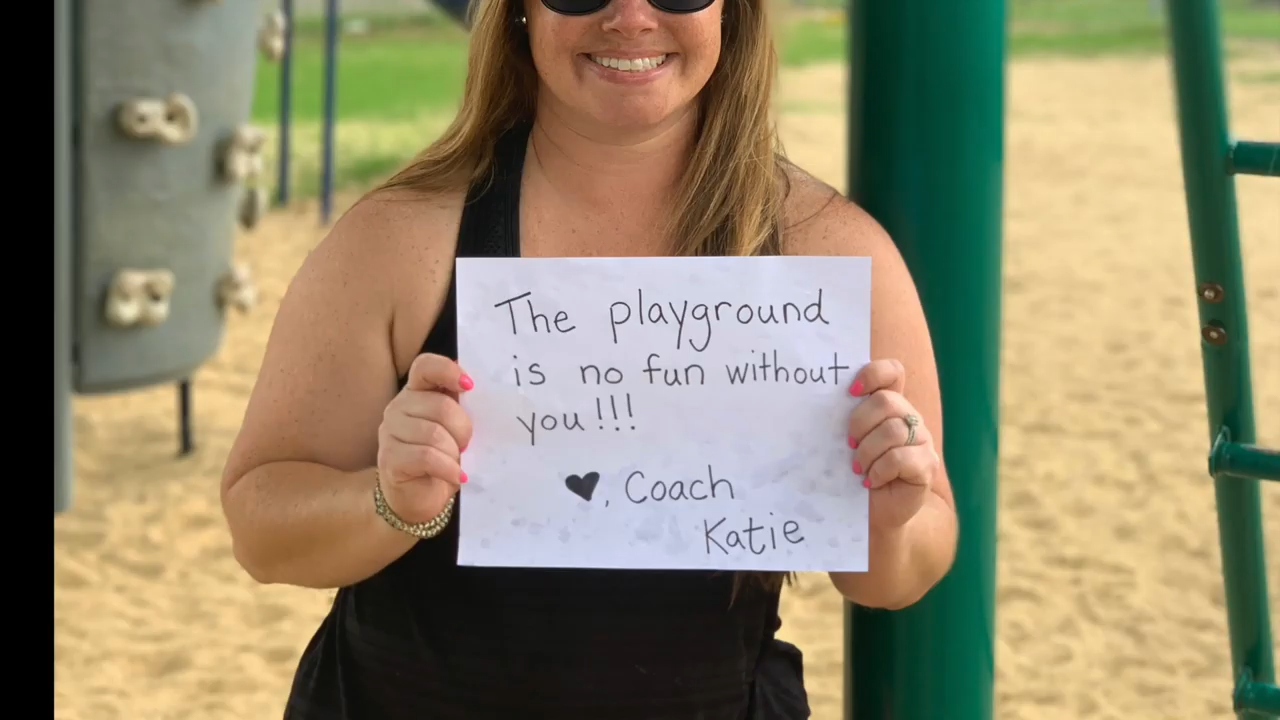 The playground
is no fun without
you!!!
♥, Coach
Katie